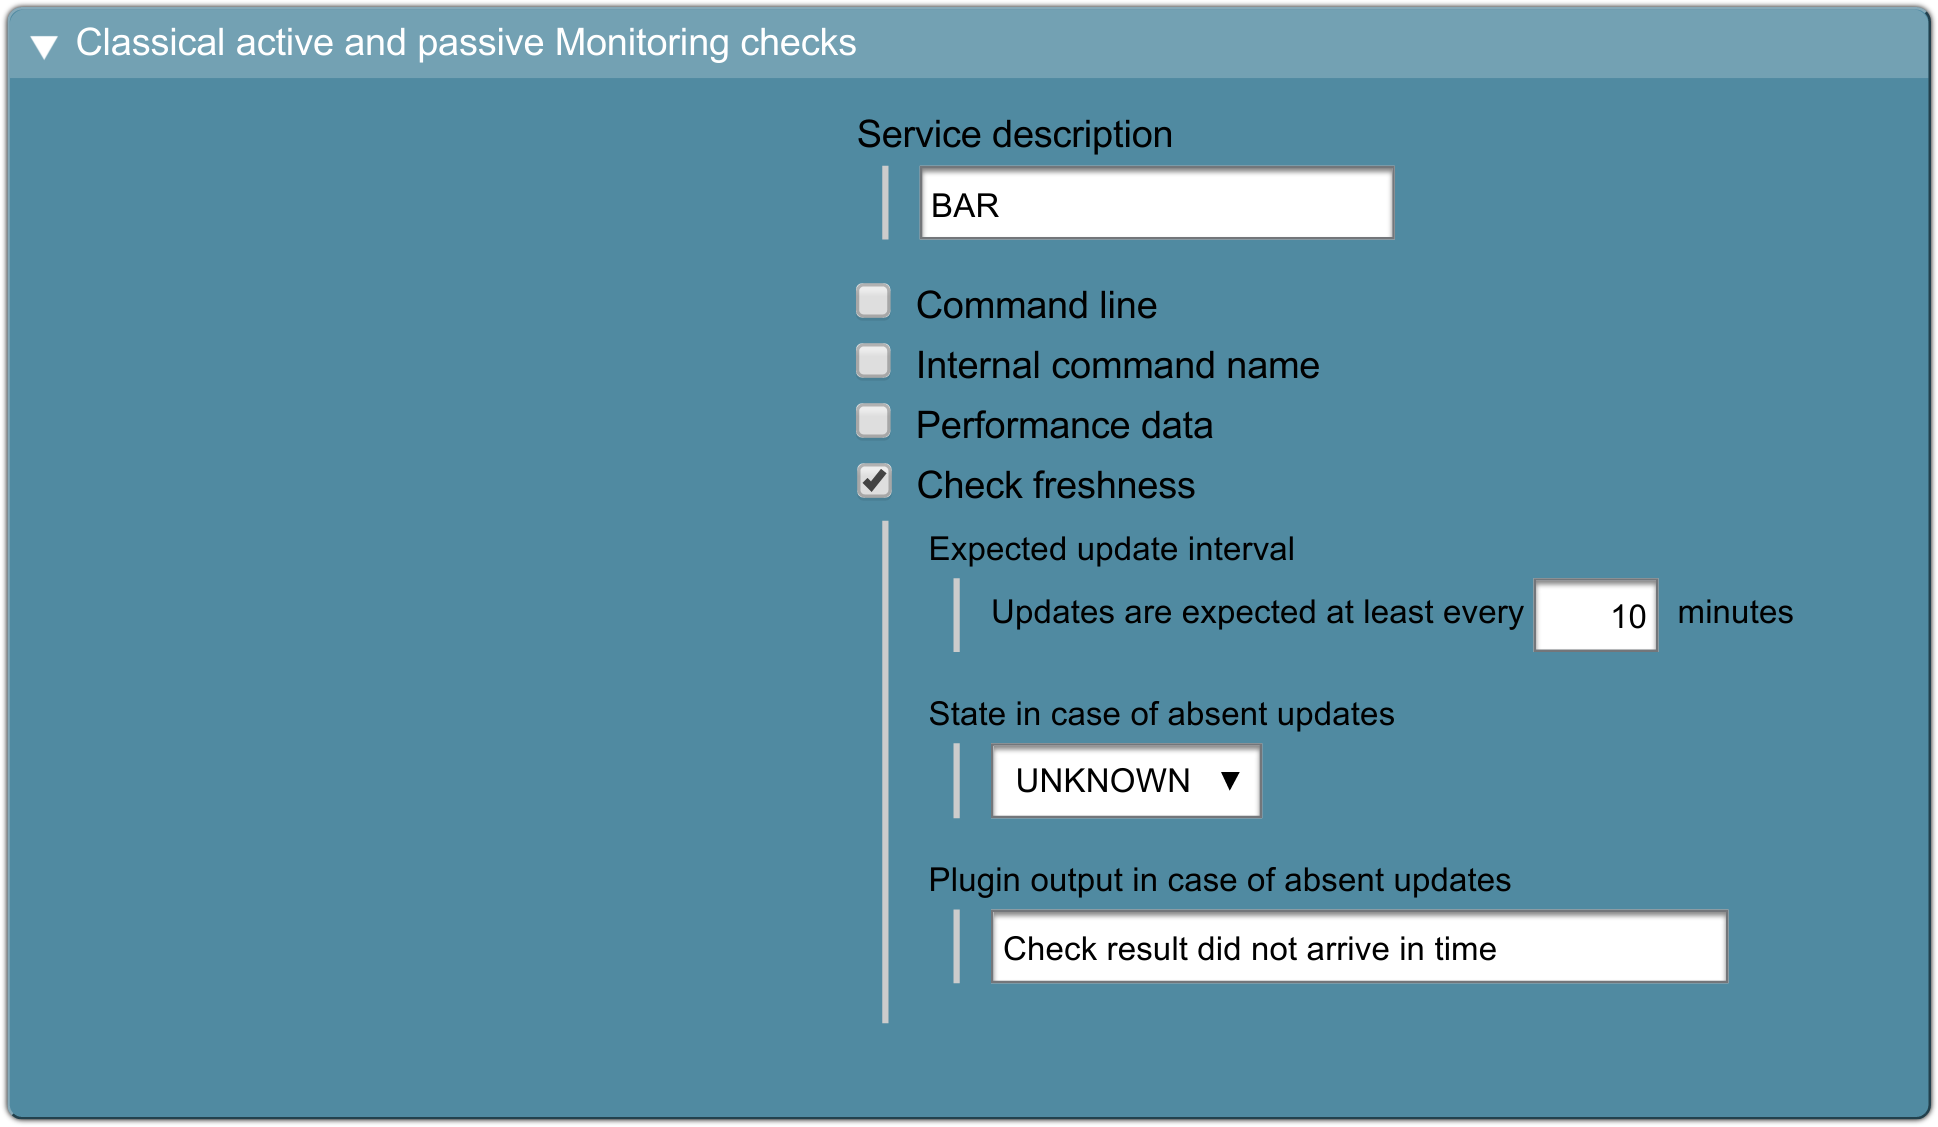 Classical active and passive Monitoring checks
Service description
BAR
Command line
Internal command name
Performance data
Check freshness
Expected update interval
Updates are expected at least every 10 minutes
State in case of absent updates
UNKNOWN
Plugin output in case of absent updates
Check result did not arrive in time